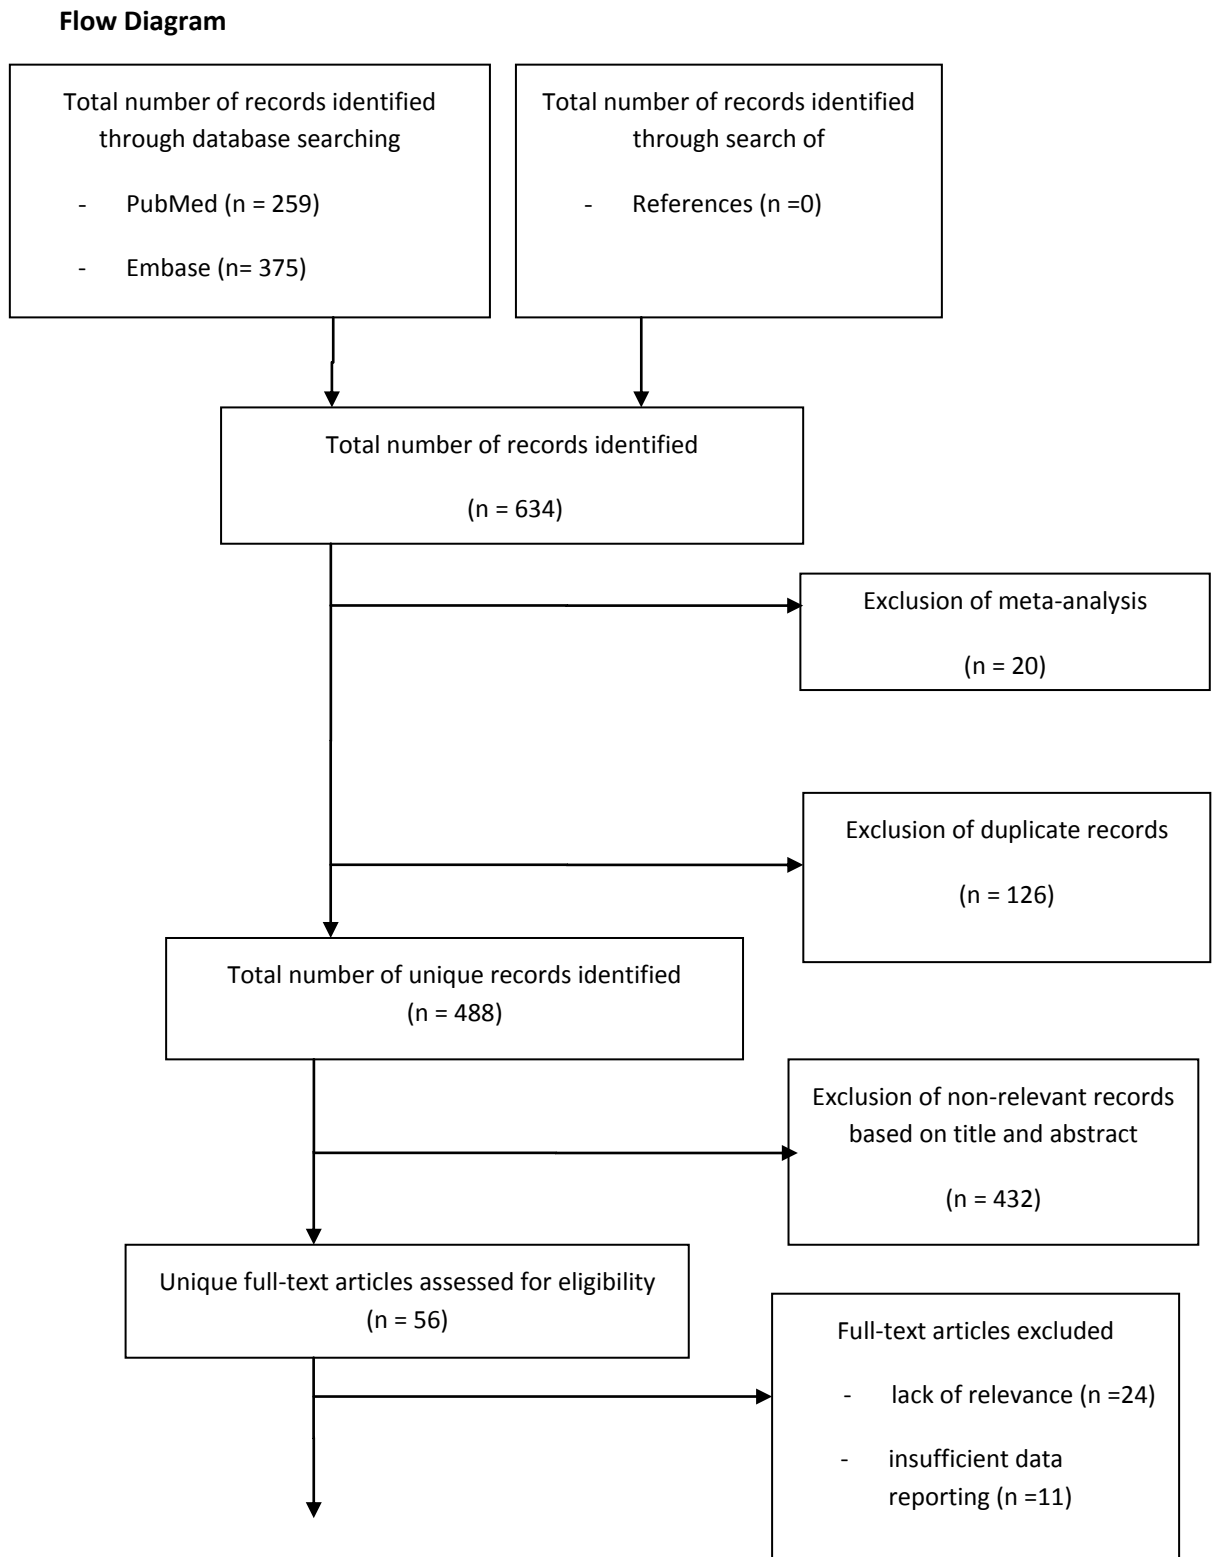 Flow Diagram
Total number of records identified
through database searching
- PubMed (n = 259)
- Embase (n= 375)
Total number of records identified
through search of
- References (n =0)
Total number of records identified
(n = 634)
Exclusion of meta-analysis
(n = 20)
Exclusion of duplicate records
(n = 126)
Total number of unique records identified
(n = 488)
Exclusion of non-relevant records
based on title and abstract
(n = 432)
Unique full-text articles assessed for eligibility
(n = 56)
Full-text articles excluded
- lack of relevance (n =24)
- insufficient data
reporting (n =11)